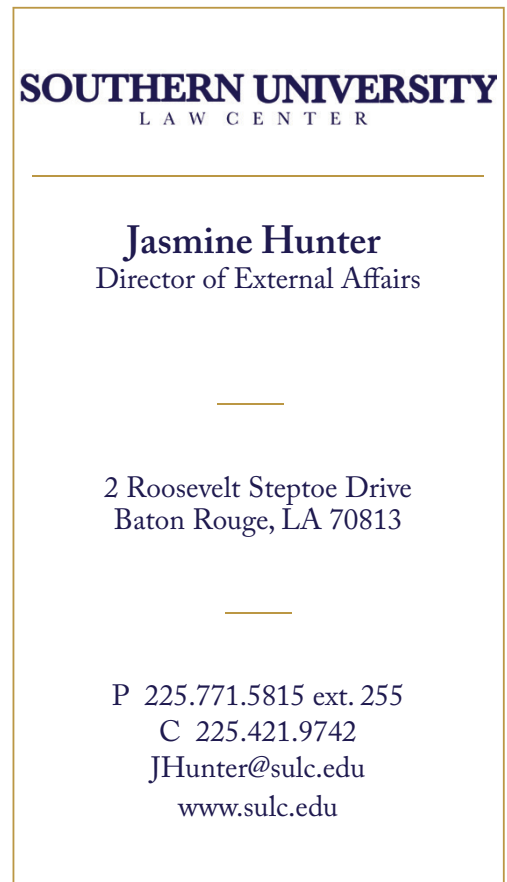 SOUTHERN UNIVERSITY
LAW CENTER
Jasmine Hunter
Director of External Affairs
2 Roosevelt Steptoe Drive
Baton Rouge, LA 70813
P 225.771.5815 ext. 255
C 225.421.9742
JHunter@sulc.edu
www.sulc.edu